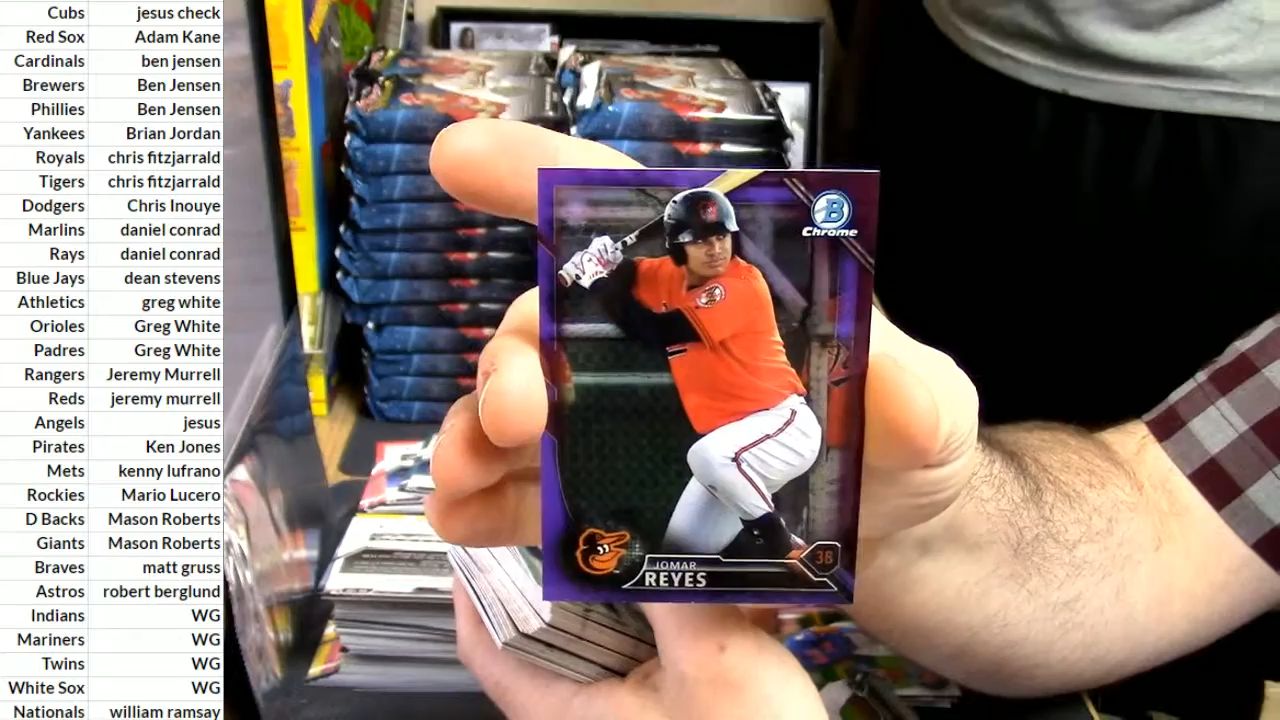 Cubs jesus check
Red Sox Adam Kane
Cardinals ben jensen
Brewers Ben Jensen
Phillies Ben Jensen
Yankees Brian Jordan
Royals chris fitzjarrald
Tigers chris fitzjarrald
Dodgers Chris Inouye
Marlins daniel conrad
Rays daniel conrad
Blue Jays dean stevens
Athletics greg white
Orioles Greg White
Padres Greg White
Rangers Jeremy Murrell
Reds jeremy murrell
Angels jesus
Pirates Ken Jones
Mets kenny lufrano
Rockies Mario Lucero
D Backs Mason Roberts
Giants Mason Roberts
Braves matt gruss
Astros robert berglund
Indians WG
Mariners WG
Twins WG
White Sox WG
Nationals william ramsay
B
Chrome
3B
JOMAR
REYES